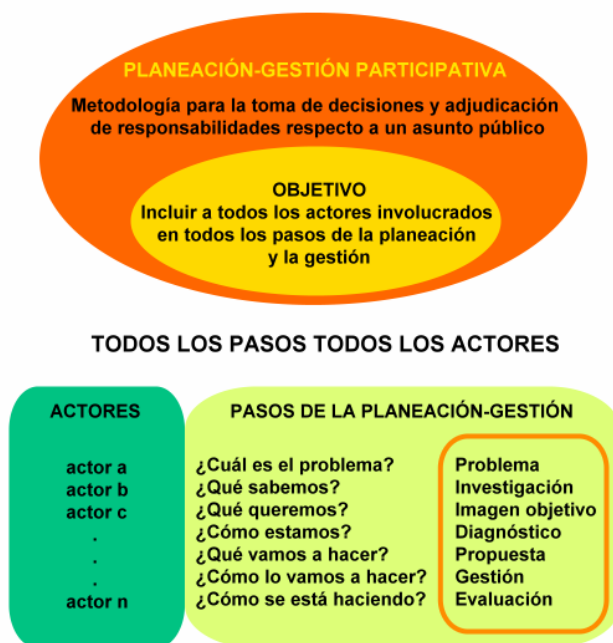 PLANEACIÓN-GESTIÓN PARTICIPATIVA
Metodología para la toma de decisiones y adjudicación
de responsabilidades respecto a un asunto público
OBJETIVO
Incluir a todos los actores involucrados
en todos los pasos de la planeación
y la gestión
TODOS LOS PASOS TODOS LOS ACTORES
ACTORES
actor a
actor b
actor c
.
.
.
actor n
PASOS DE LA PLANEACIÓN-GESTIÓN
¿Cuál es el problema? Problema
¿Qué sabemos? Investigación
¿Qué queremos? Imagen objetivo
¿Cómo estamos? Diagnóstico
¿Qué vamos a hacer? Propuesta
¿Cómo lo vamos a hacer? Gestión
¿Cómo se está haciendo? Evaluación